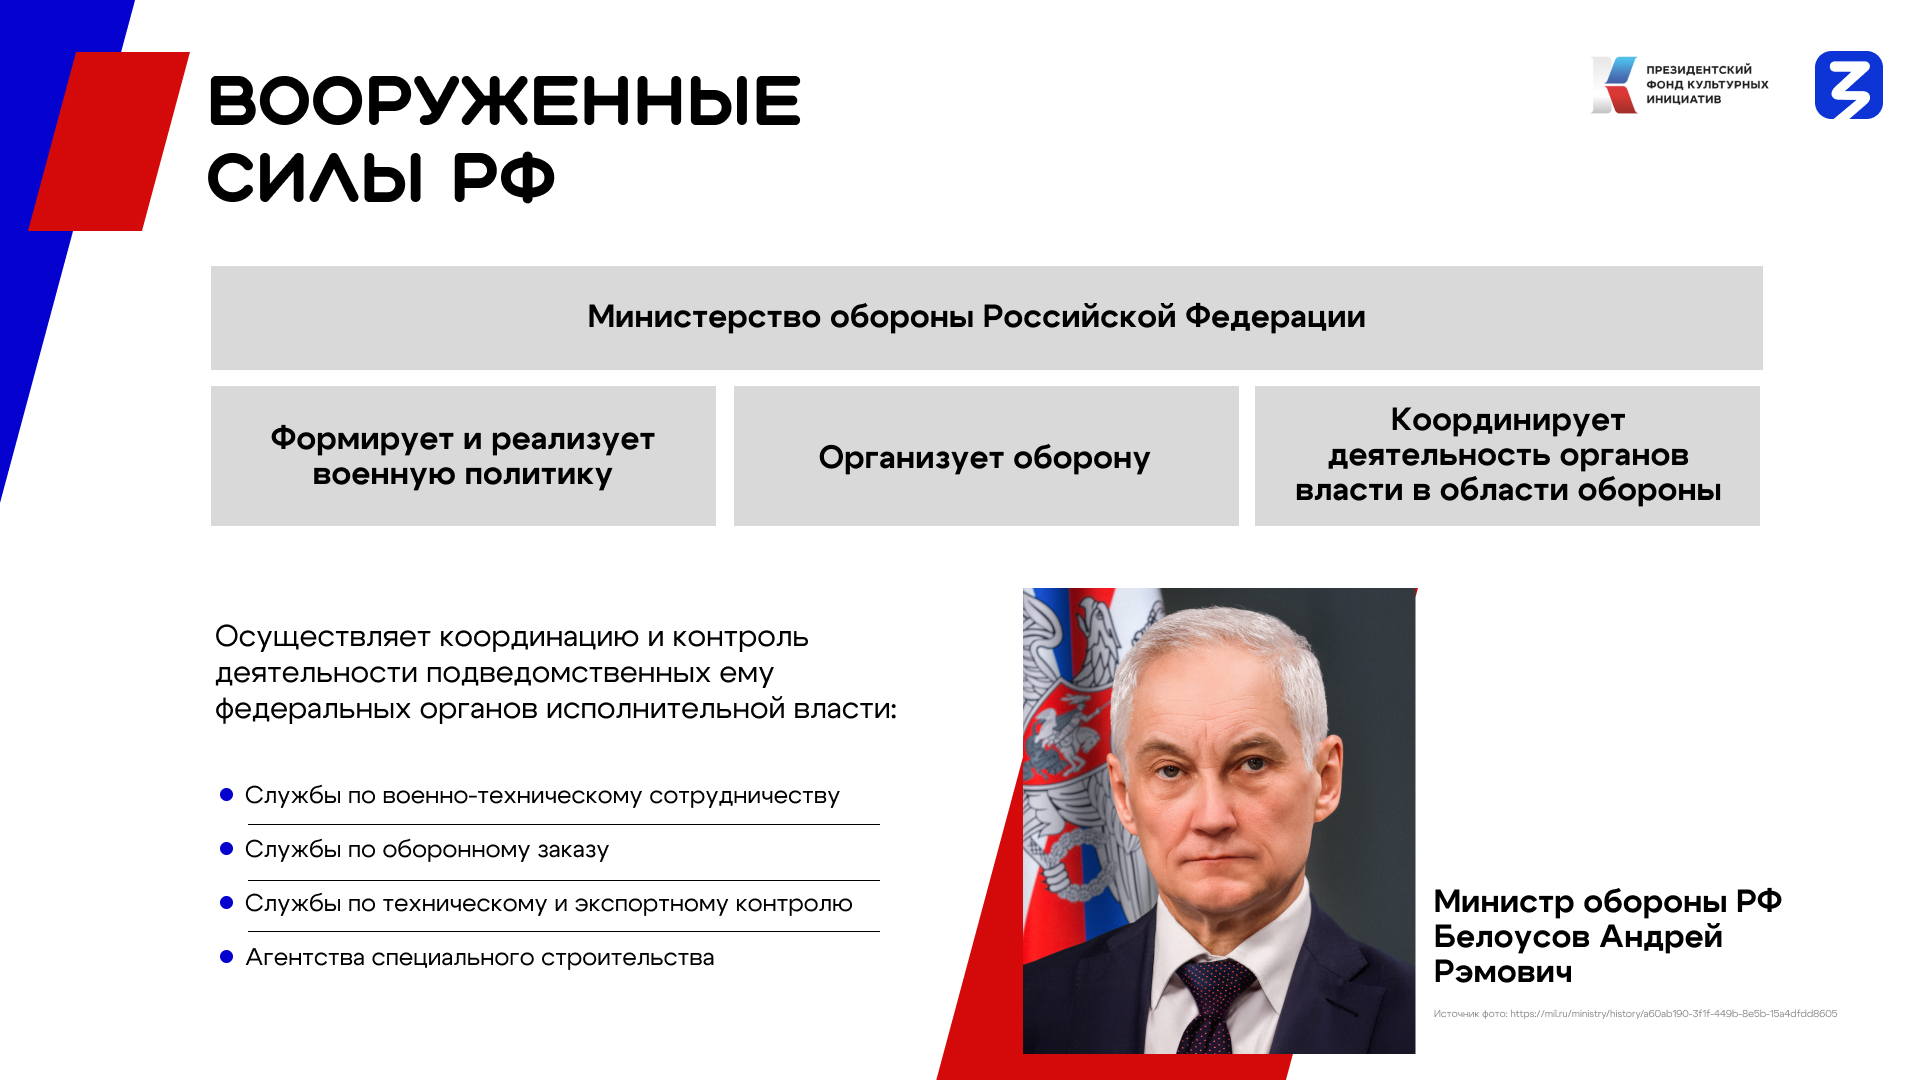 ВООРУЖЕННЫЕ
СИЛЫ РФ
ПРЕЗИДЕНТСКИЙ
ФОНД КУЛЬТУРНЫХ
ИНИЦИАТИВ
Министерство обороны Российской Федерации
Формирует и реализует
военную политику
Организует оборону
Координирует
деятельность органов
власти в области обороны
Осуществляет координацию и контроль
деятельности подведомственных ему
федеральных органов исполнительной власти:
Службы по военно-техническому сотрудничеству
Службы по оборонному заказу
Службы по техническому и экспортному контролю
Агентства специального строительства
Министр обороны РФ
Белоусов Андрей
Рэмович
Источник фото: https://mil.ru/ministry/history/a60ab190-3f1f-449b-8e5b-15a4dfdd8605